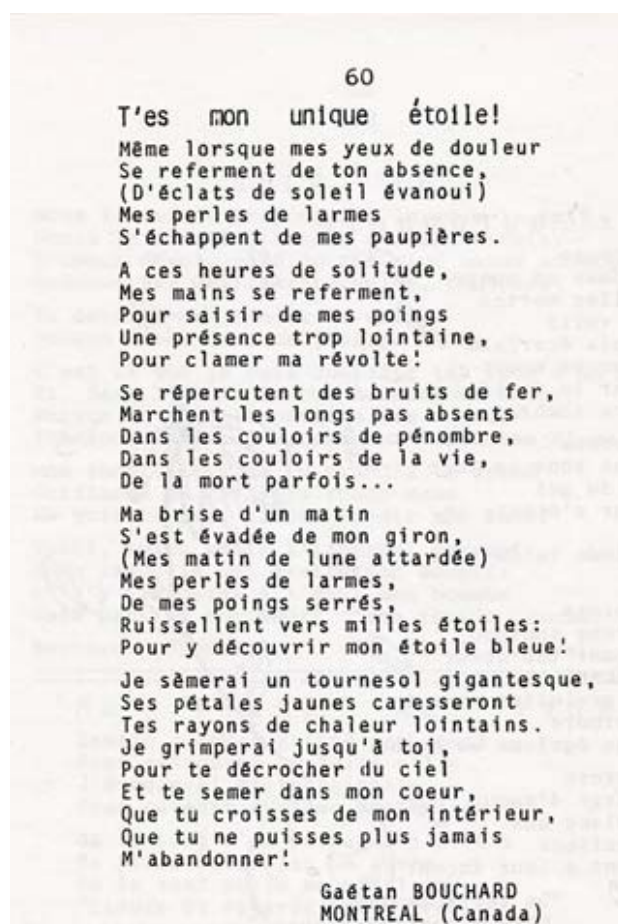 60
T'es mon unique étoile!
Même lorsque mes yeux de douleur
Se referment de ton absence,
(D'éclats de soleil évanoui)
Mes perles de larmes
S'échappent de mes paupières.
A ces heures de solitude,
Mes mains se referment,
Pour saisir de mes poings
Une présence trop lointaine,
Pour clamer ma révolte!
Se répercutent des bruits de fer,
Marchent les longs pas absents
Dans les couloirs de pénombre,
Dans les couloirs de la vie,
De la mort parfois....
Ma brise d'un matin
S'est évadée de mon giron,
(Mes matin de lune attardée)
Mes perles de larmes,
De mes poings serrés,
Ruissellent vers milles étoiles:
Pour y découvrir mon étoile bleue!
Je sèmerai un tournesol gigantesque,
Ses pétales jaunes caresseront
Tes rayons de chaleur lointains.
Je grimperai jusqu'à toi,
Pour te décrocher du ciel
Et te semer dans mon coeur,
Que tu croisses de mon intérieur,
Que tu ne puisses plus jamais
M'abandonner!
Gaétan BOUCHARD
MONTREAL (Canada)